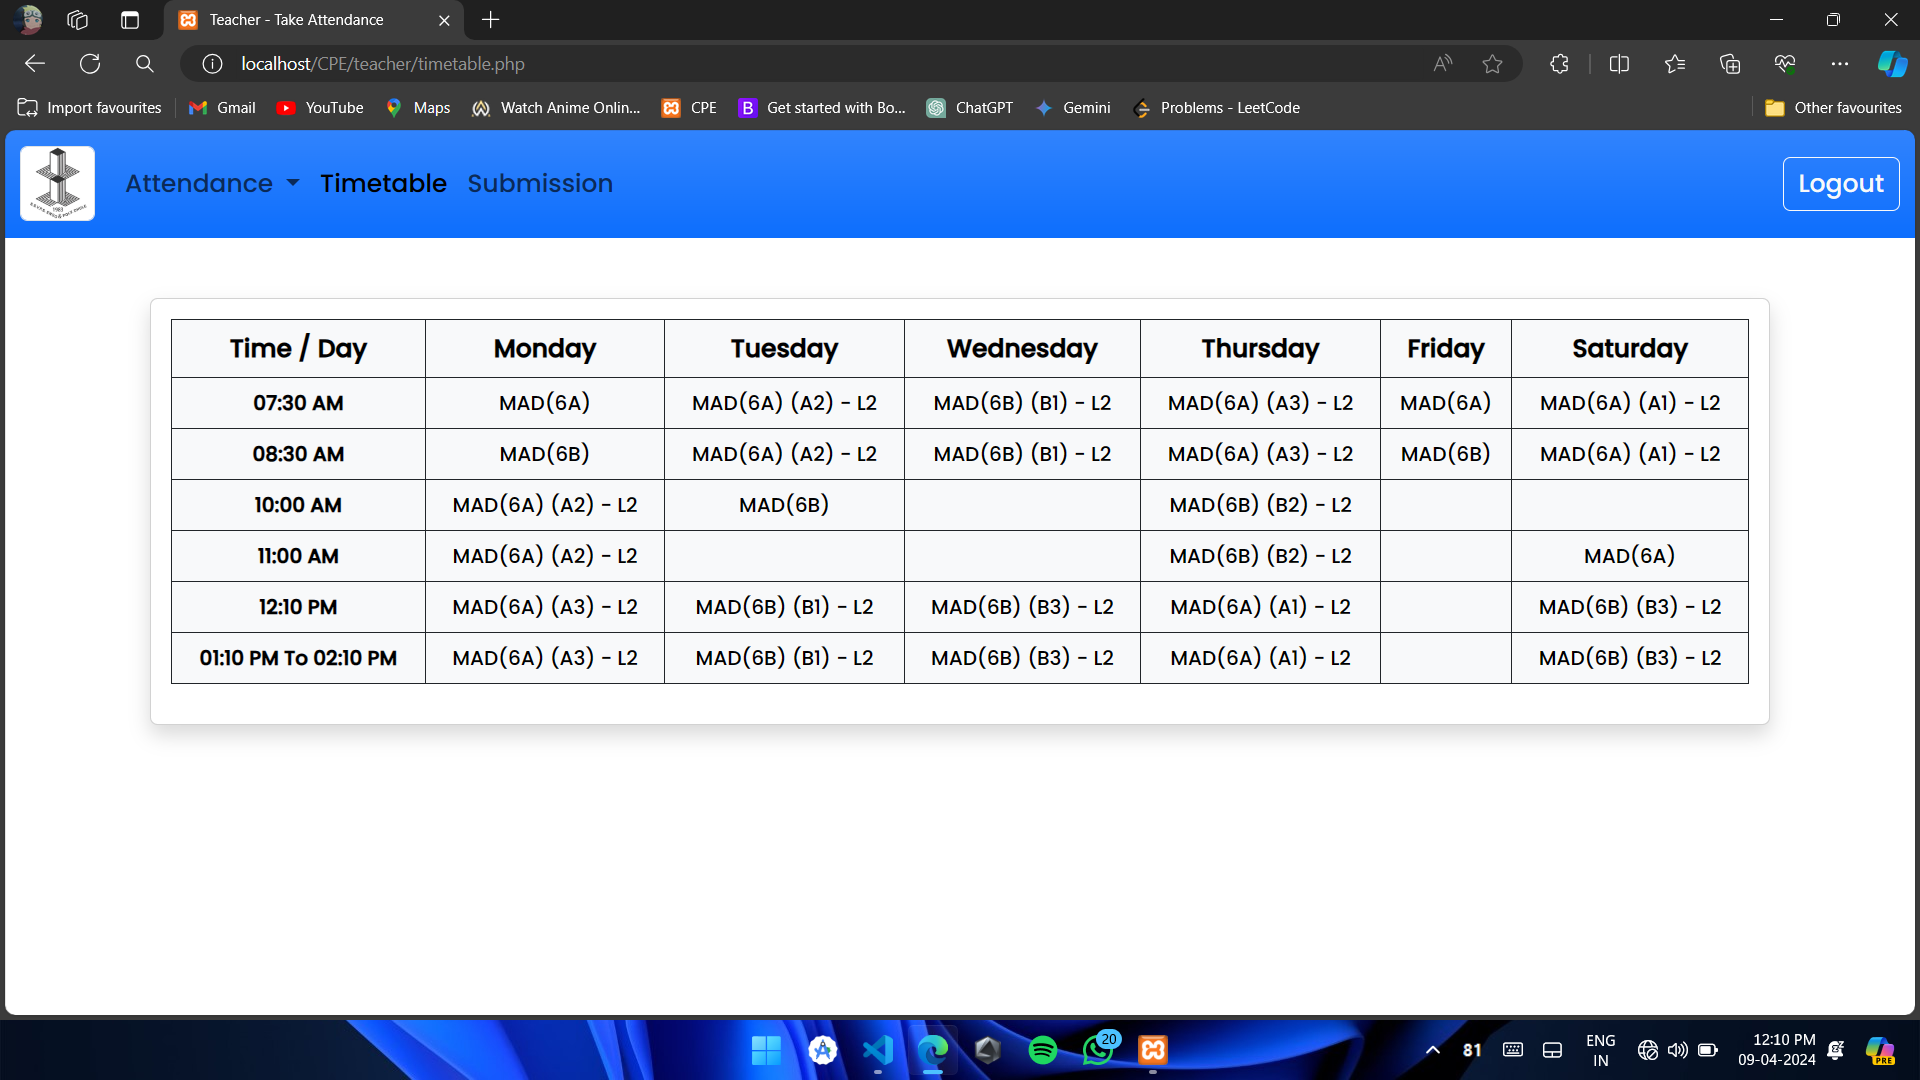 Teacher - Take Attendance
localhost/CPE/teacher/timetable.php
Import favourites Gmail YouTube Maps Watch Anime Onlin... CPE Get started with Bo... ChatGPT Gemini Problems - LeetCode Other favourites
1983
Attendance Timetable Submission Logout
Time / Day Monday Tuesday Wednesday Thursday Friday Saturday
07:30 AM MAD(6A) MAD(6A) (A2) - L2 MAD(6B) (B1) - L2 MAD(6A) (A3) - L2 MAD(6A) MAD(6A) (A1) - L2
08:30 AM MAD(6B) MAD(6A) (A2) - L2 MAD(6B) (B1) - L2 MAD(6A) (A3) - L2 MAD(6B) MAD(6A) (A1) - L2
10:00 AM MAD(6A) (A2) - L2 MAD(6B) MAD(6B) (B2) - L2
11:00 AM MAD(6A) (A2) - L2 MAD(6B) (B2) - L2 MAD(6A)
12:10 PM MAD(6A) (A3) - L2 MAD(6B) (B1) - L2 MAD(6B) (B3) - L2 MAD(6A) (A1) - L2 MAD(6B) (B3) - L2
01:10 PM To 02:10 PM MAD(6A) (A3) - L2 MAD(6B) (B1) - L2 MAD(6B) (B3) - L2 MAD(6A) (A1) - L2 MAD(6B) (B3) - L2
20
81
ENG
IN
12:10 PM
09-04-2024
PRE